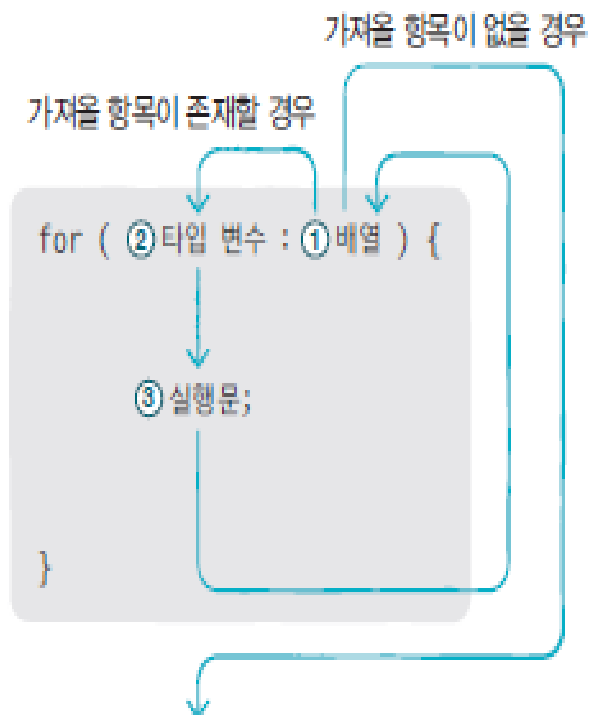 가져올 항목이 없을 경우
가져올 항목이 존재할 경우
for ( ② 타입 변수 : ① 배열 ) {
③ 실행문;
}